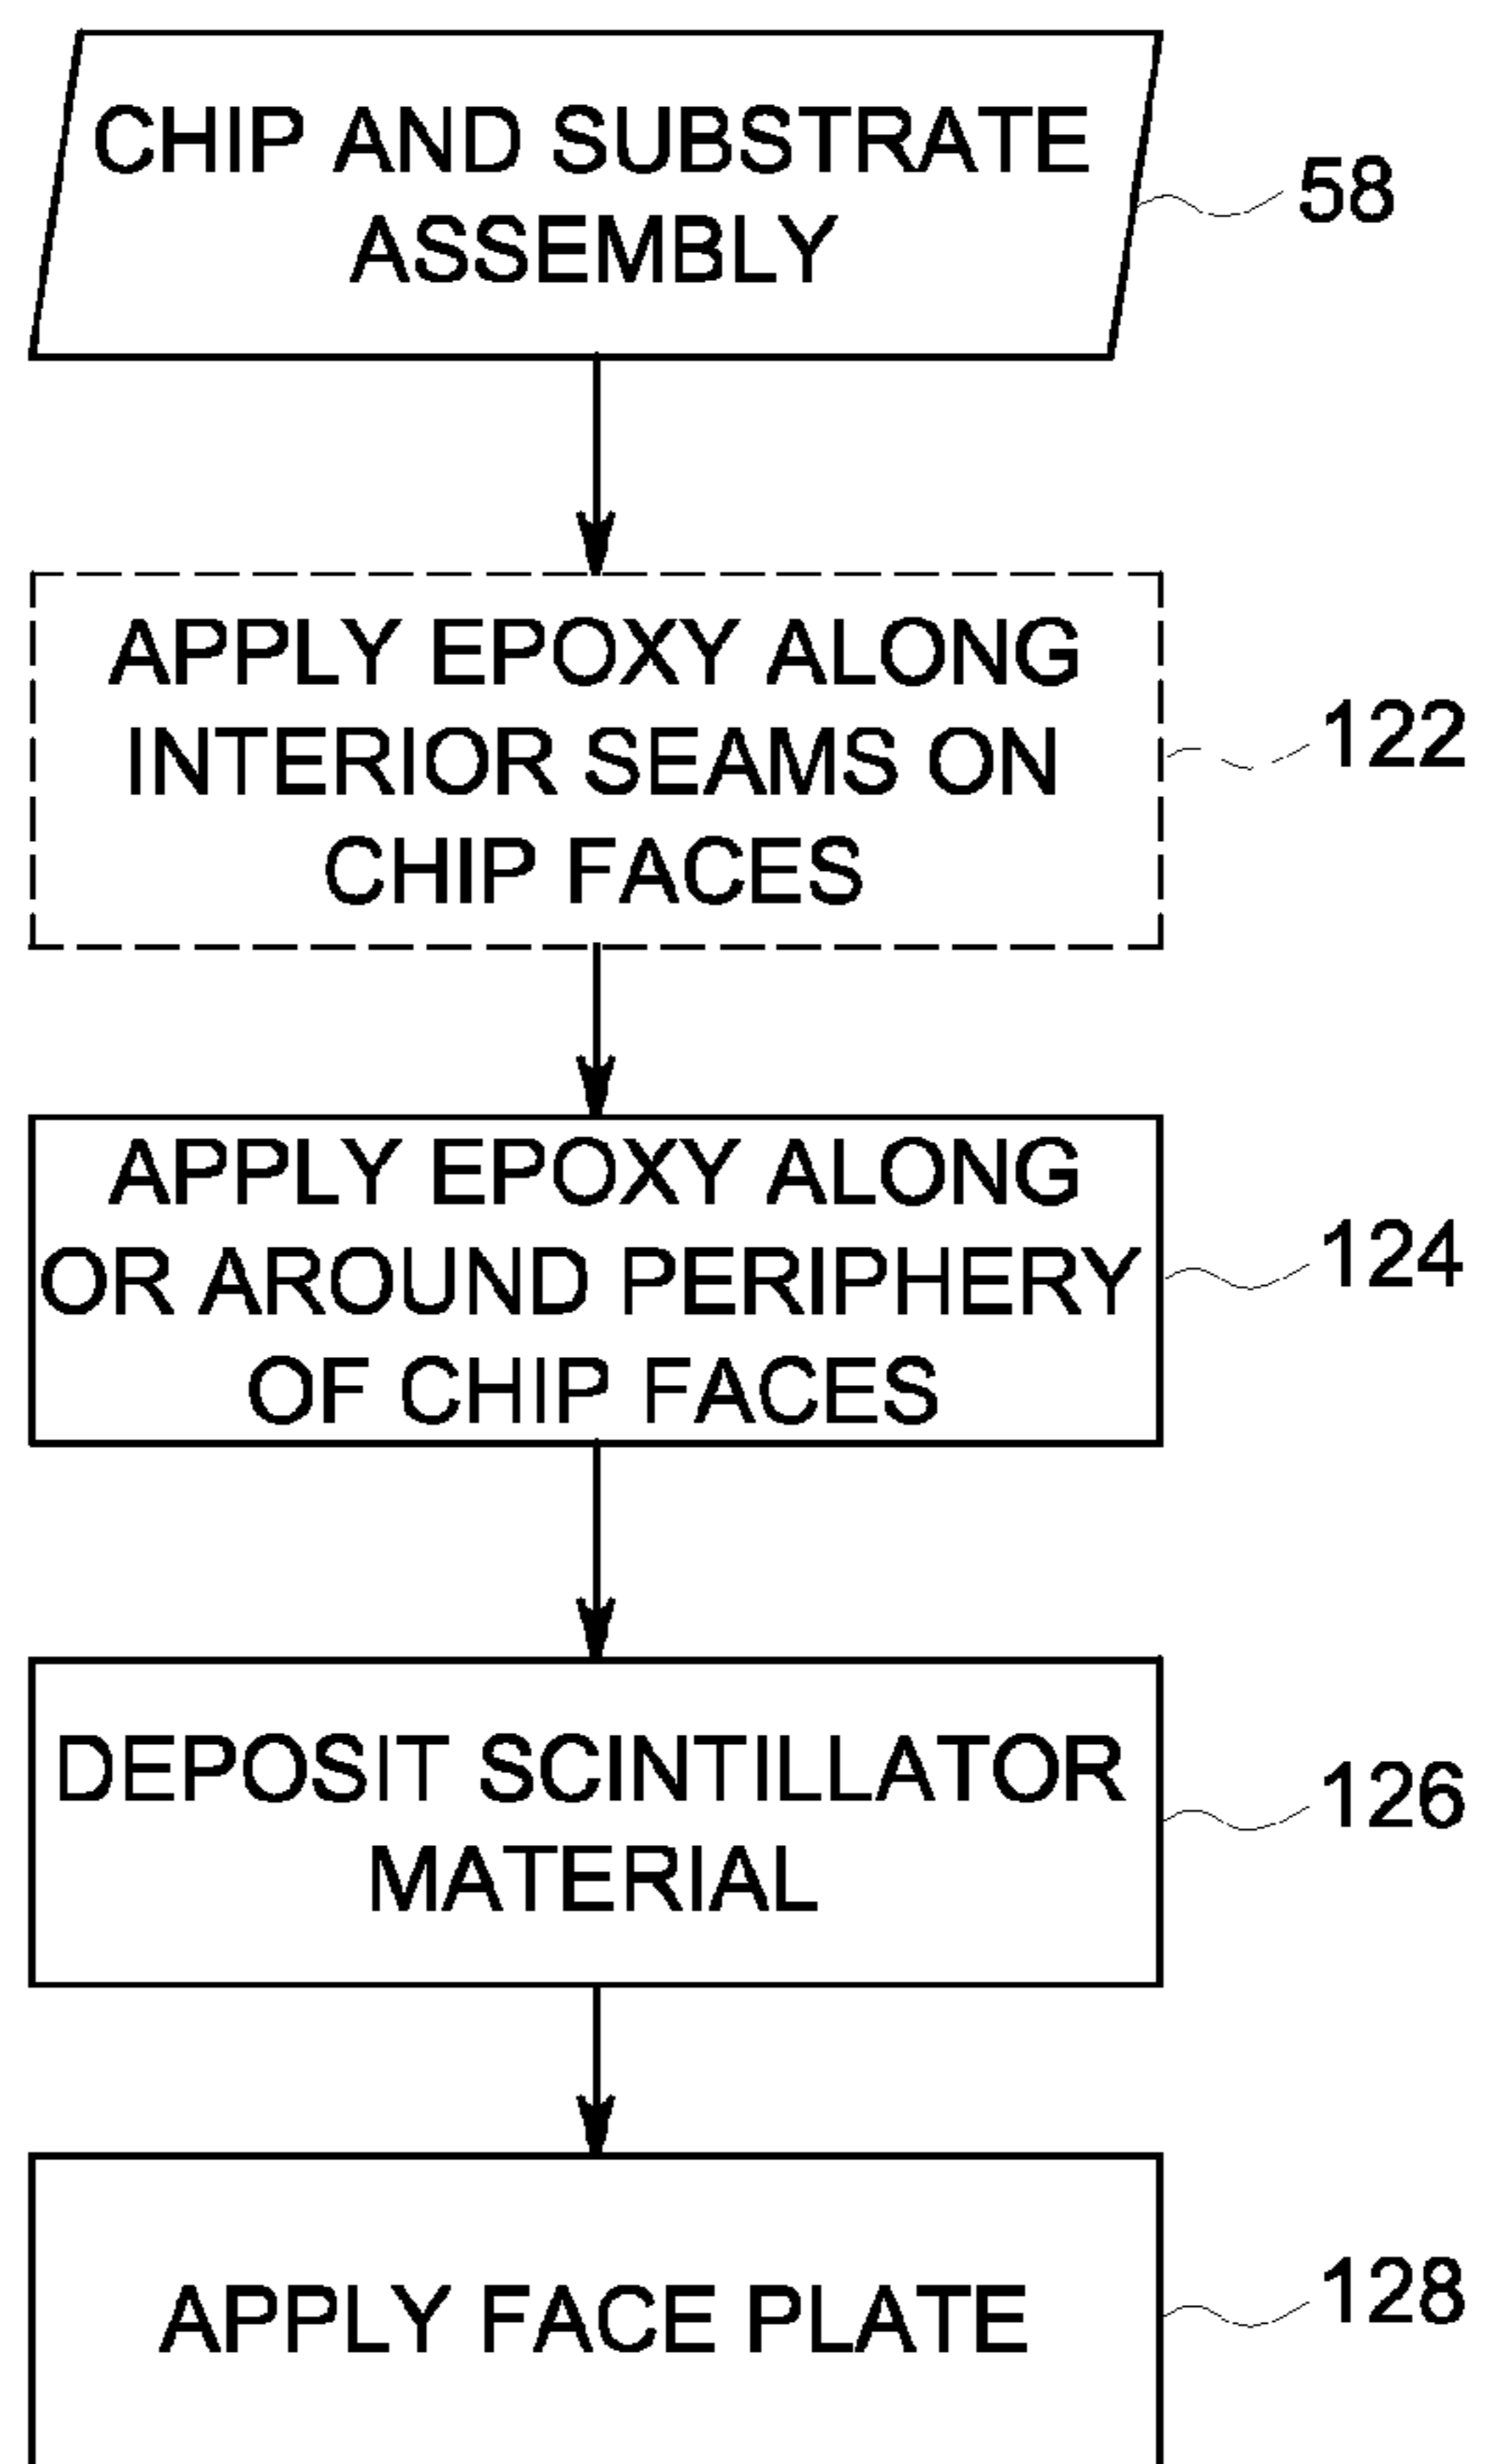 CHIP AND SUBSTRATE
ASSEMBLY
58
APPLY EPOXY ALONG
INTERIOR SEAMS ON
CHIP FACES
122
APPLY EPOXY ALONG
OR AROUND PERIPHERY
OF CHIP FACES
124
DEPOSIT SCINTILLATOR
MATERIAL
126
APPLY FACE PLATE
128